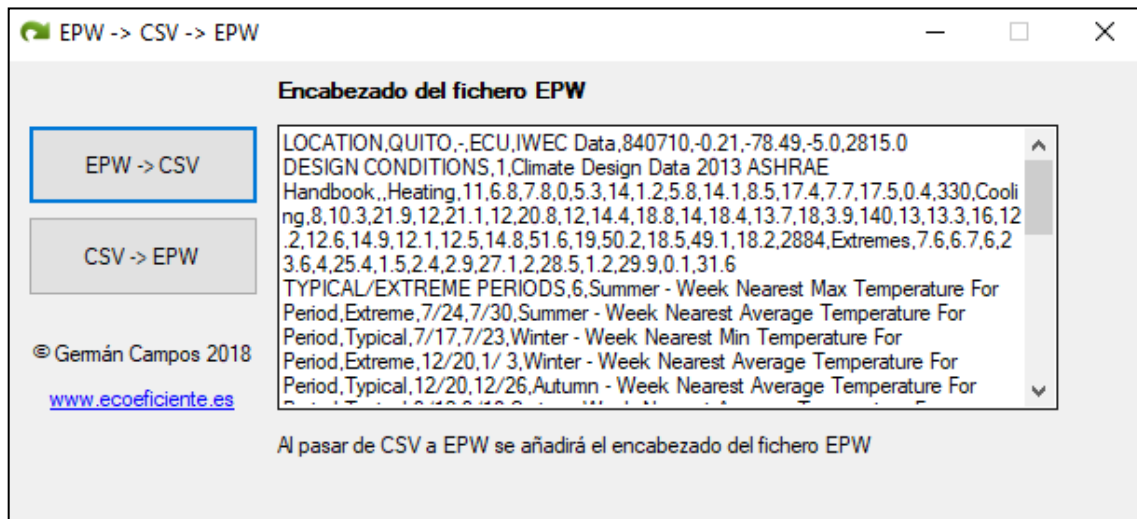 EPW -> CSV -> EPW
Encabezado del fichero EPW
EPW -> CSV
CSV -> EPW
© Germán Campos 2018
www.ecoeficiente.es
LOCATION,QUITO,-,ECU,IWEC Data,840710,-0.21,-78.49,-5.0,2815.0
DESIGN CONDITIONS,1,Climate Design Data 2013 ASHRAE
Handbook,,Heating,11,6.8,7.8,0,5.3,14,1.2,5.8,14.1,8.5,17.4,7.7,17.5,0.4,330,Cooli
ng,8,10.3,21.9,12,21.1,12,20.8,12,14.4,18.8,14,18.4,13.7,18,3.9,140,13,13.3,16,12
.2,12.6,14.9,12.1,12.5,14.8,51.6,19,50.2,18.5,49.1,18.2,2884,Extremes,7.6,6.7,6,2
3.6,4,25.4,1.5,2.4,2.9,27.1,2,28.5,1.2,29.9,0.1,31.6
TYPICAL/EXTREME PERIODS,6,Summer - Week Nearest Max Temperature For
Period,Extreme,7/24,7/30,Summer - Week Nearest Average Temperature For
Period,Typical,7/17,7/23,Winter - Week Nearest Min Temperature For
Period,Extreme,12/20,1/ 3,Winter - Week Nearest Average Temperature For
Period,Typical,12/20,12/26,Autumn - Week Nearest Average Temperature For
Al pasar de CSV a EPW se añadirá el encabezado del fichero EPW